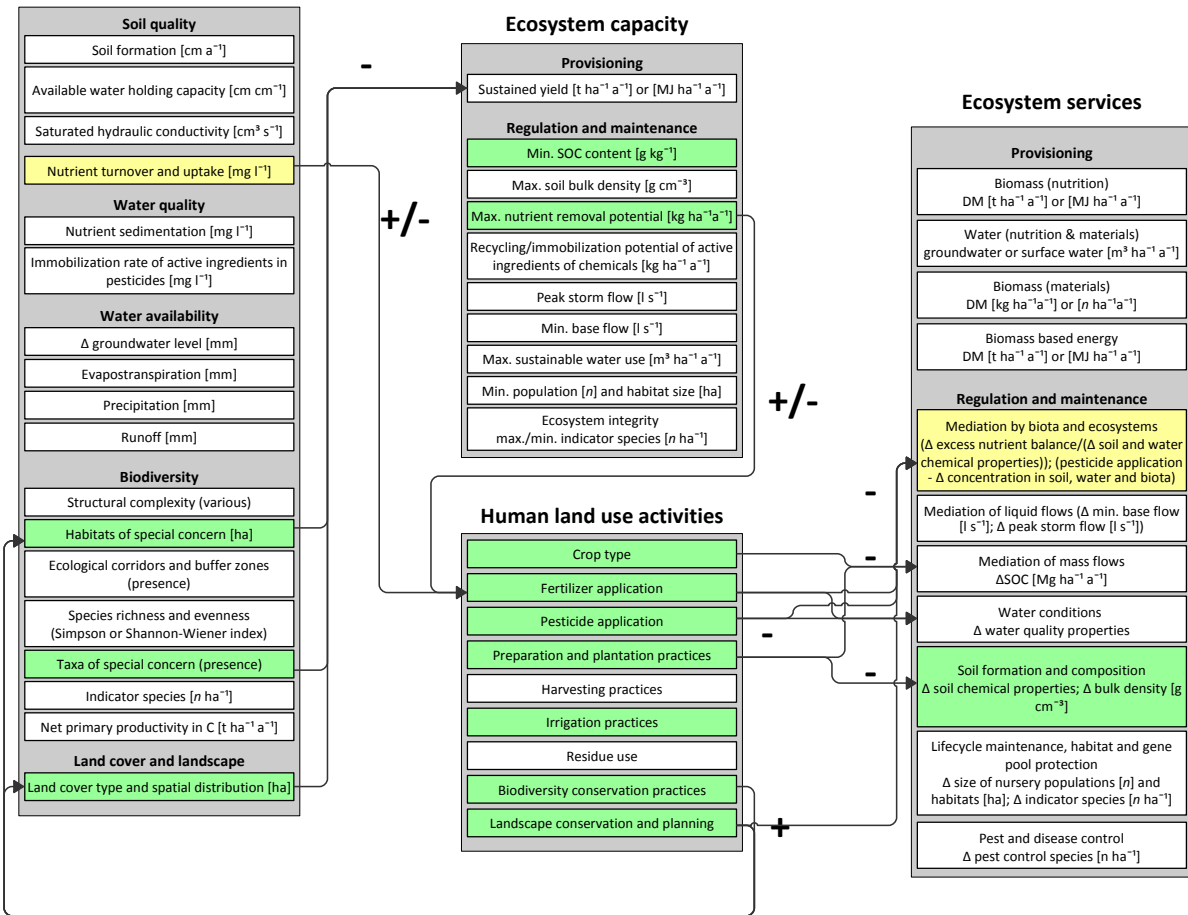 Soil quality
Soil formation [cm a⁻¹]
Available water holding capacity [cm cm⁻¹]
Saturated hydraulic conductivity [cm³ s⁻¹]
Nutrient turnover and uptake [mg l⁻¹]
Water quality
Nutrient sedimentation [mg l⁻¹]
Immobilization rate of active ingredients in
pesticides [mg l⁻¹]
Water availability
Δ groundwater level [mm]
Evapostranspiration [mm]
Precipitation [mm]
Runoff [mm]
Biodiversity
Structural complexity (various)
Habitats of special concern [ha]
Ecological corridors and buffer zones
(presence)
Species richness and evenness
(Simpson or Shannon-Wiener index)
Taxa of special concern (presence)
Indicator species [n ha⁻¹]
Net primary productivity in C [t ha⁻¹ a⁻¹]
Land cover and landscape
Land cover type and spatial distribution [ha]
-
+/-
Ecosystem capacity
Provisioning
Sustained yield [t ha⁻¹ a⁻¹] or [MJ ha⁻¹ a⁻¹]
Regulation and maintenance
Min. SOC content [g kg⁻¹]
Max. soil bulk density [g cm⁻³]
Max. nutrient removal potential [kg ha⁻¹a⁻¹]
Recycling/immobilization potential of active
ingredients of chemicals [kg ha⁻¹ a⁻¹]
Peak storm flow [l s⁻¹]
Min. base flow [l s⁻¹]
Max. sustainable water use [m³ ha⁻¹ a⁻¹]
Min. population [n] and habitat size [ha]
Ecosystem integrity
max./min. indicator species [n ha⁻¹]
+/-
Human land use activities
Crop type
Fertilizer application
Pesticide application
Preparation and plantation practices
Harvesting practices
Irrigation practices
Residue use
Biodiversity conservation practices
Landscape conservation and planning
-
-
-
-
+
Ecosystem services
Provisioning
Biomass (nutrition)
DM [t ha⁻¹ a⁻¹] or [MJ ha⁻¹ a⁻¹]
Water (nutrition & materials)
groundwater or surface water [m³ ha⁻¹ a⁻¹]
Biomass (materials)
DM [kg ha⁻¹a⁻¹] or [n ha⁻¹a⁻¹]
Biomass based energy
DM [t ha⁻¹ a⁻¹] or [MJ ha⁻¹ a⁻¹]
Regulation and maintenance
Mediation by biota and ecosystems
(Δ excess nutrient balance/(Δ soil and water
chemical properties)); (pesticide application
- Δ concentration in soil, water and biota)
Mediation of liquid flows (Δ min. base flow
[l s⁻¹]; Δ peak storm flow [l s⁻¹])
Mediation of mass flows
ΔSOC [Mg ha⁻¹ a⁻¹]
Water conditions
Δ water quality properties
Soil formation and composition
Δ soil chemical properties; Δ bulk density [g
cm⁻³]
Lifecycle maintenance, habitat and gene
pool protection
Δ size of nursery populations [n] and
habitats [ha]; Δ indicator species [n ha⁻¹]
Pest and disease control
Δ pest control species [n ha⁻¹]